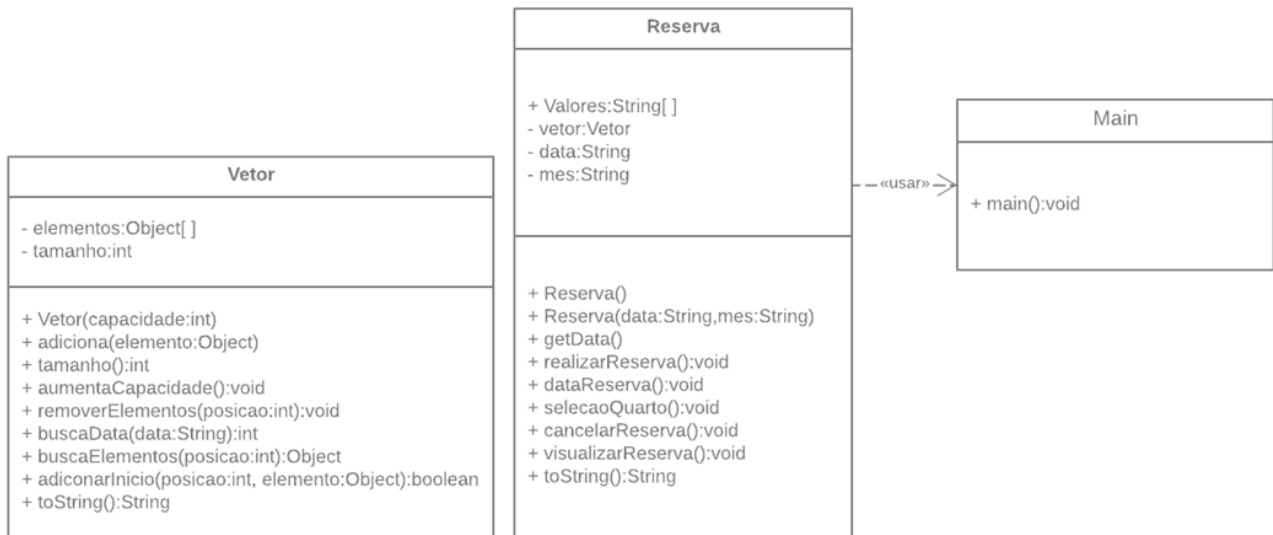 Vetor
- elementos:Object[ ]
- tamanho:int
+ Vetor(capacidade:int)
+ adiciona(elemento:Object)
+ tamanho():int
+ aumentaCapacidade():void
+ removerElementos(posicao:int):void
+ buscaData(data:String):int
+ buscaElementos(posicao:int):Object
+ adiconarInicio(posicao:int, elemento:Object):boolean
+ toString():String
Reserva
+ Valores:String[ ]
- vetor:Vetor
- data:String
- mes:String
+ Reserva()
+ Reserva(data:String,mes:String)
+ getData()
+ realizarReserva():void
+ dataReserva():void
+ selecaoQuarto():void
+ cancelarReserva():void
+ visualizarReserva():void
+ toString():String
«usar»
Main
+ main():void